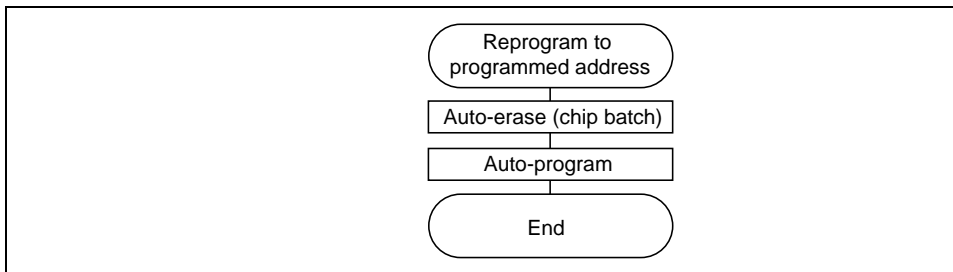 Reprogram to
programmed address
Auto-erase (chip batch)
Auto-program
End